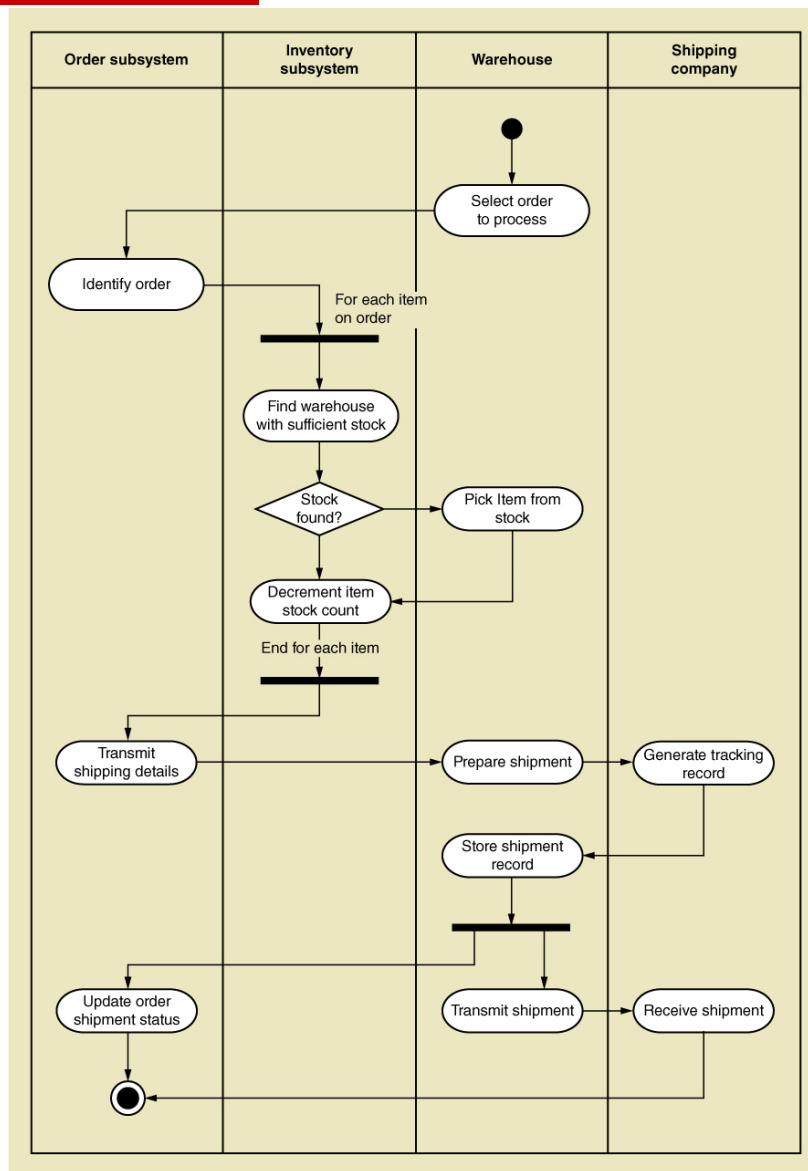 Order subsystem
Inventory
subsystem
Warehouse
Shipping
company
Select order
to process
Identify order
For each item
on order
Find warehouse
with sufficient stock
Stock
found?
Pick Item from
stock
Decrement item
stock count
End for each item
Transmit
shipping details
Prepare shipment
Generate tracking
record
Store shipment
record
Update order
shipment status
Transmit shipment
Receive shipment